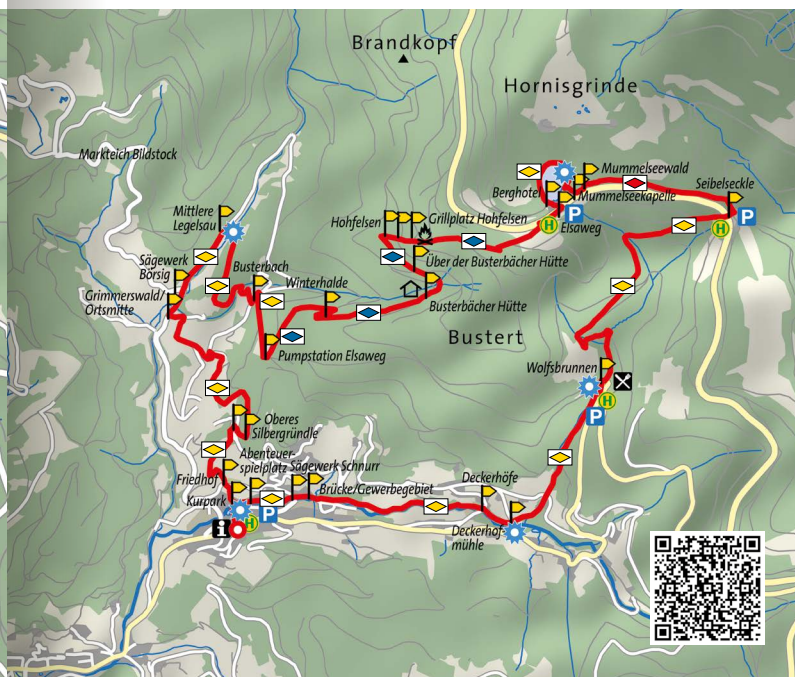 Brandkopf
Hornisgrinde
Markteich Bildstock
Mummelseewald
Seibelseckle
Berghotel
Mummelseekapelle
Mittlere
Legelsau
Hohfelsen
Grillplatz Hohfelsen
P
P
H
Elsaweg
H
Sägewerk
Börsig
Busterbach
Über der Busterbächer Hütte
Winterhalde
Grimmerswald/
Ortsmitte
Busterbächer Hütte
Bustert
Pumpstation Elsaweg
Wolfsbrunnen
H
P
Oberes
Silbergründle
Abenteuer-
spielplatz
Sägewerk Schnurr
Friedhof
Deckerhöfe
Brücke/Gewerbegebiet
Kurpark
P
H
i
Deckerhof-
mühle